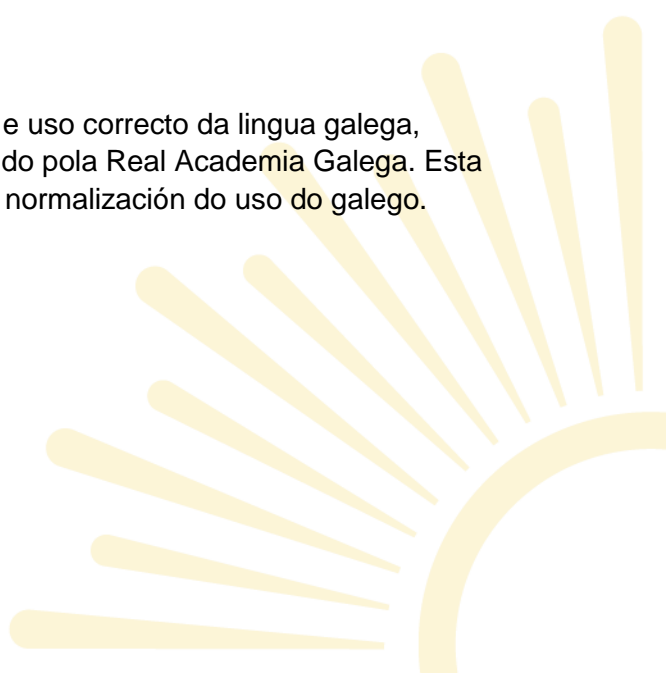 e uso correcto da lingua galega,
do pola Real Academia Galega. Esta
normalización do uso do galego.